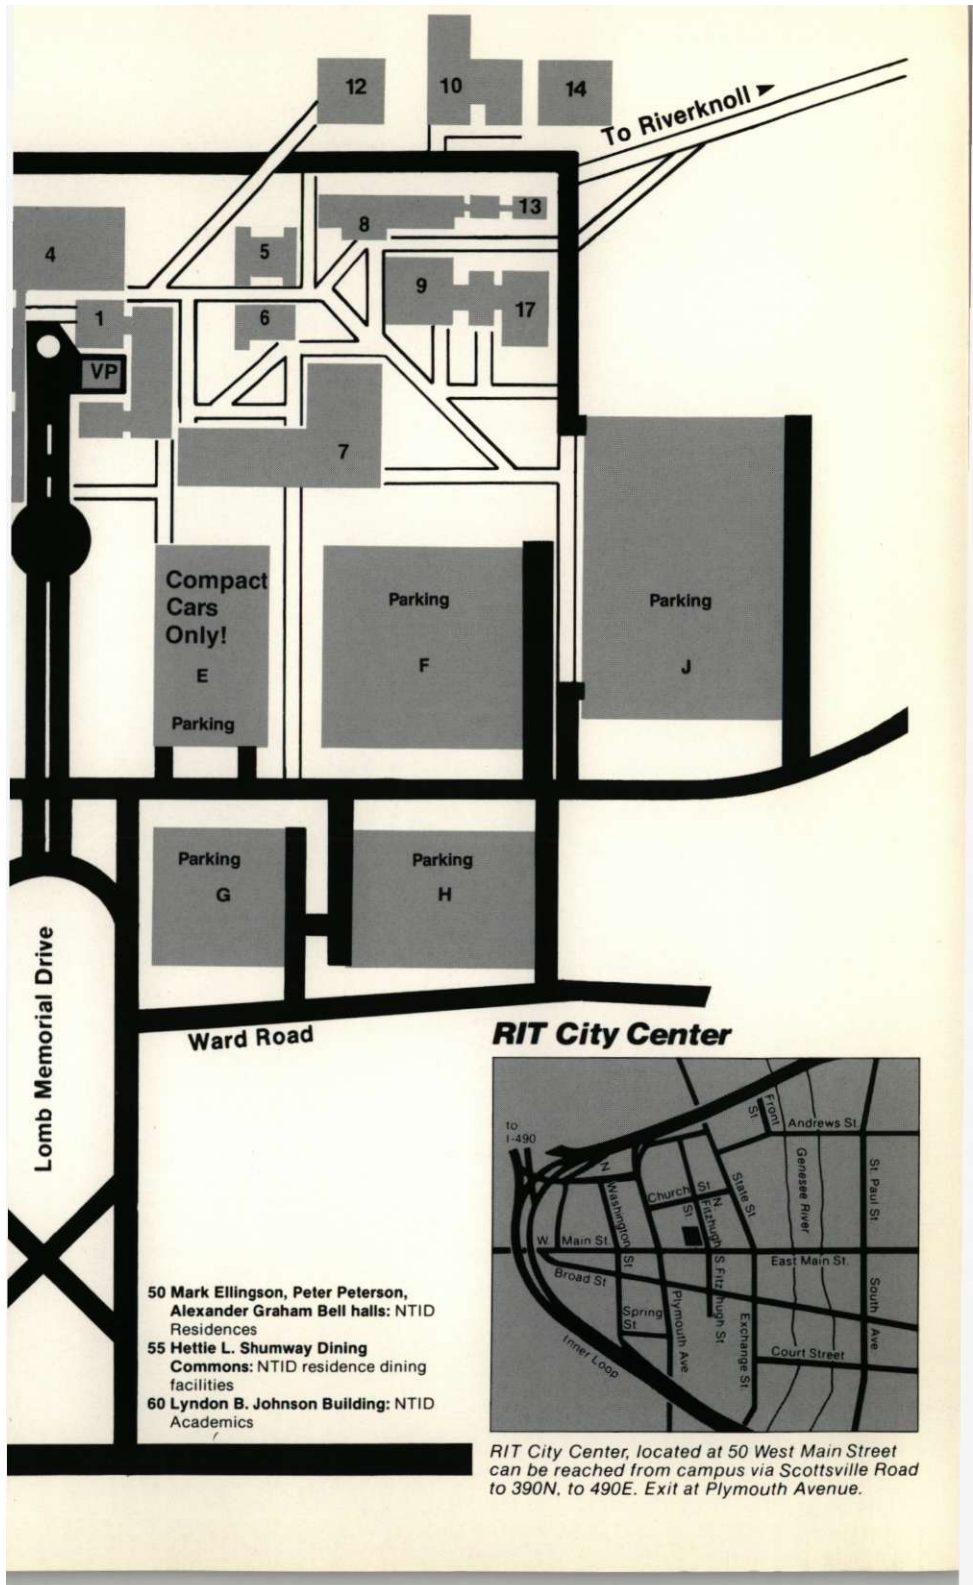 12
10
14
To Riverknoll
13
8
4
5
9
17
6
1
VP
7
Compact
Cars
Only!
E
Parking
Parking
F
Parking
J
Parking
G
Parking
H
Lomb Memorial Drive
Ward Road
50 Mark Ellingson, Peter Peterson,
Alexander Graham Bell halls: NTID
Residences
55 Hettie L. Shumway Dining
Commons: NTID residence dining
facilities
60 Lyndon B. Johnson Building: NTID
Academics
RIT City Center
to
I-490
Front
St.
Andrews St.
N. Washington St.
Church St.
N. Fitzhugh
St.
State St.
Genesee River
St. Paul St.
W. Main St.
East Main St.
Broad St
S. Fitzhugh St.
Spring
St.
Plymouth Ave.
Exchange St.
South Ave.
Court Street
Inner Loop
RIT City Center, located at 50 West Main Street
can be reached from campus via Scottsville Road
to 390N, to 490E. Exit at Plymouth Avenue.